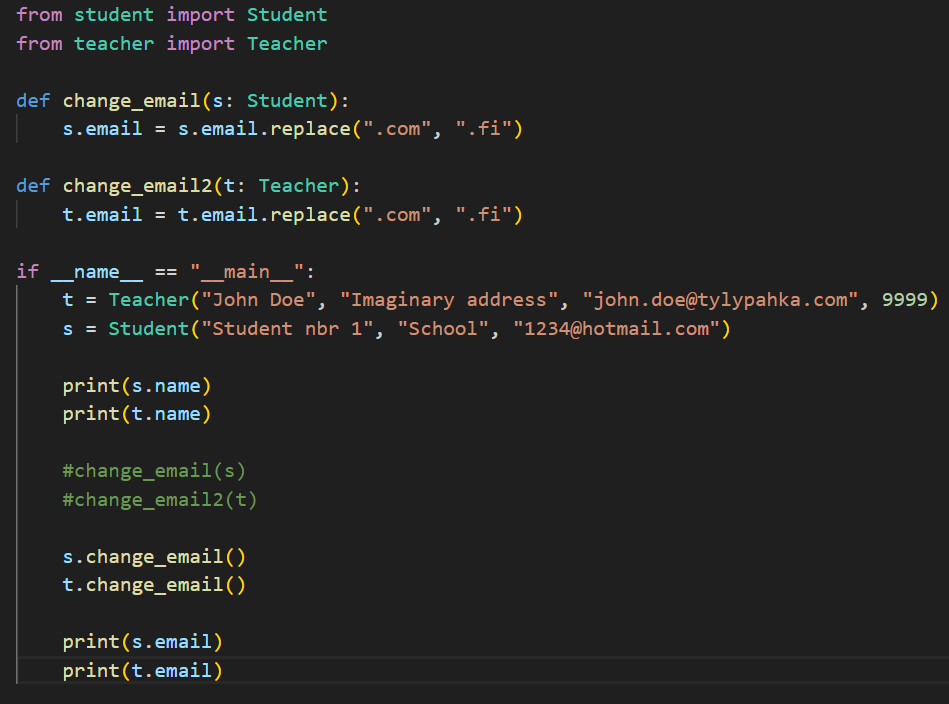 from student import Student
from teacher import Teacher

def change_email(s: Student):
    s.email = s.email.replace(".com", ".fi")

def change_email2(t: Teacher):
    t.email = t.email.replace(".com", ".fi")

if __name__ == "__main__":
    t = Teacher("John Doe", "Imaginary address", "john.doe@tylypahka.com", 9999)
    s = Student("Student nbr 1", "School", "1234@hotmail.com")

    print(s.name)
    print(t.name)

    #change_email(s)
    #change_email2(t)

    s.change_email()
    t.change_email()

    print(s.email)
    print(t.email)